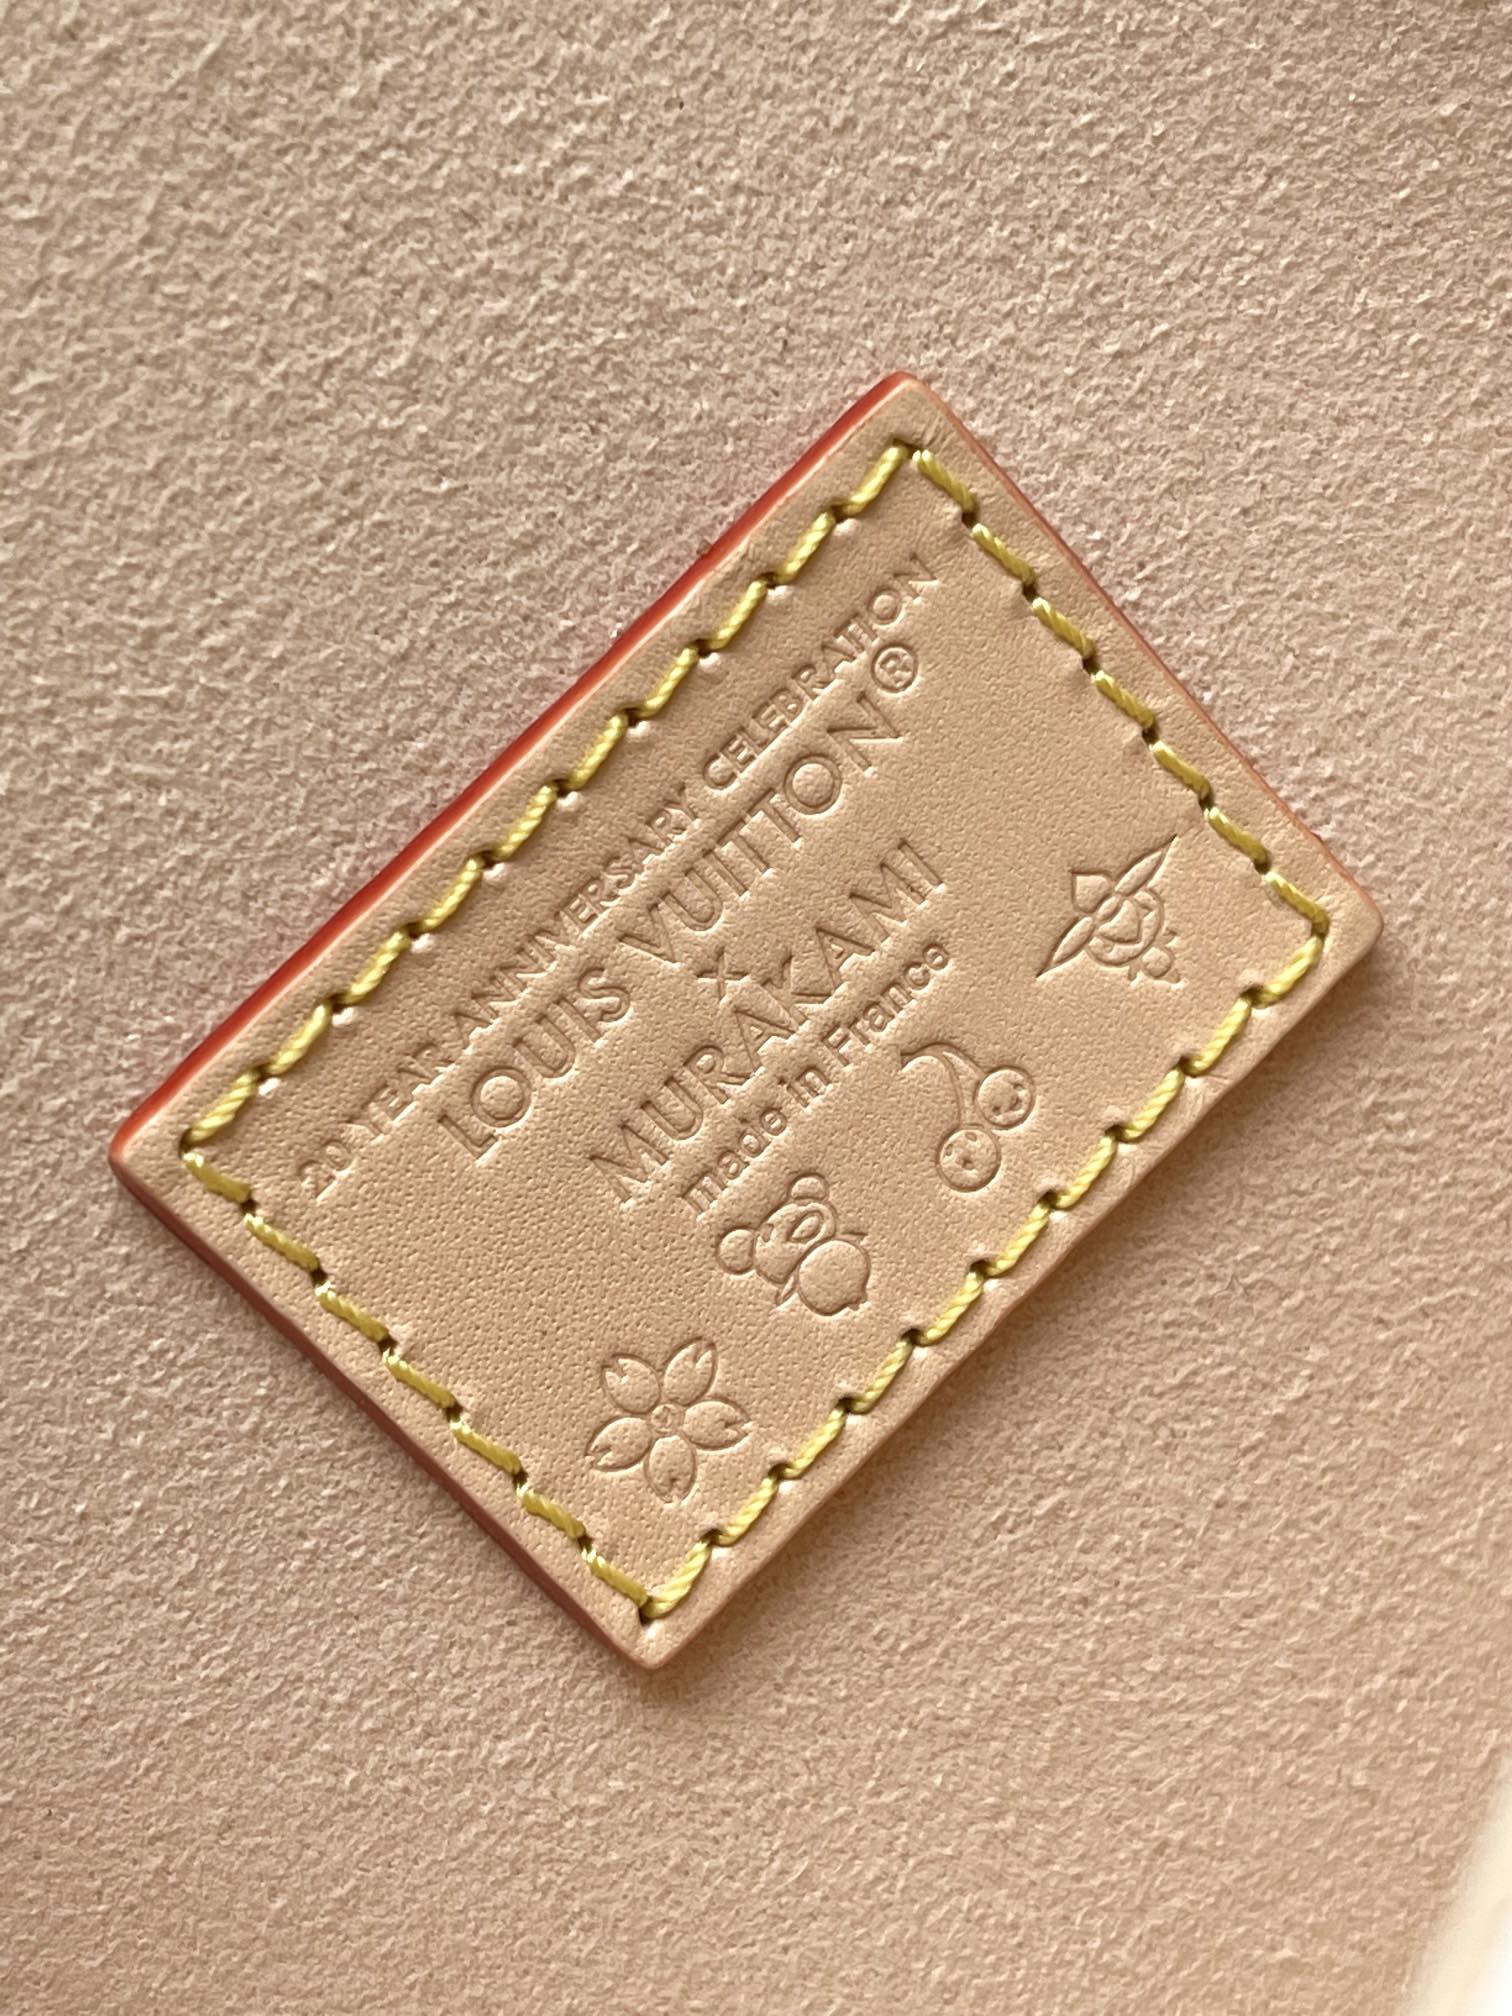 20 YEAR ANNIVERSARY CELEBRATION
LOUIS VUITTON®
×
MURAKAMI
made in France